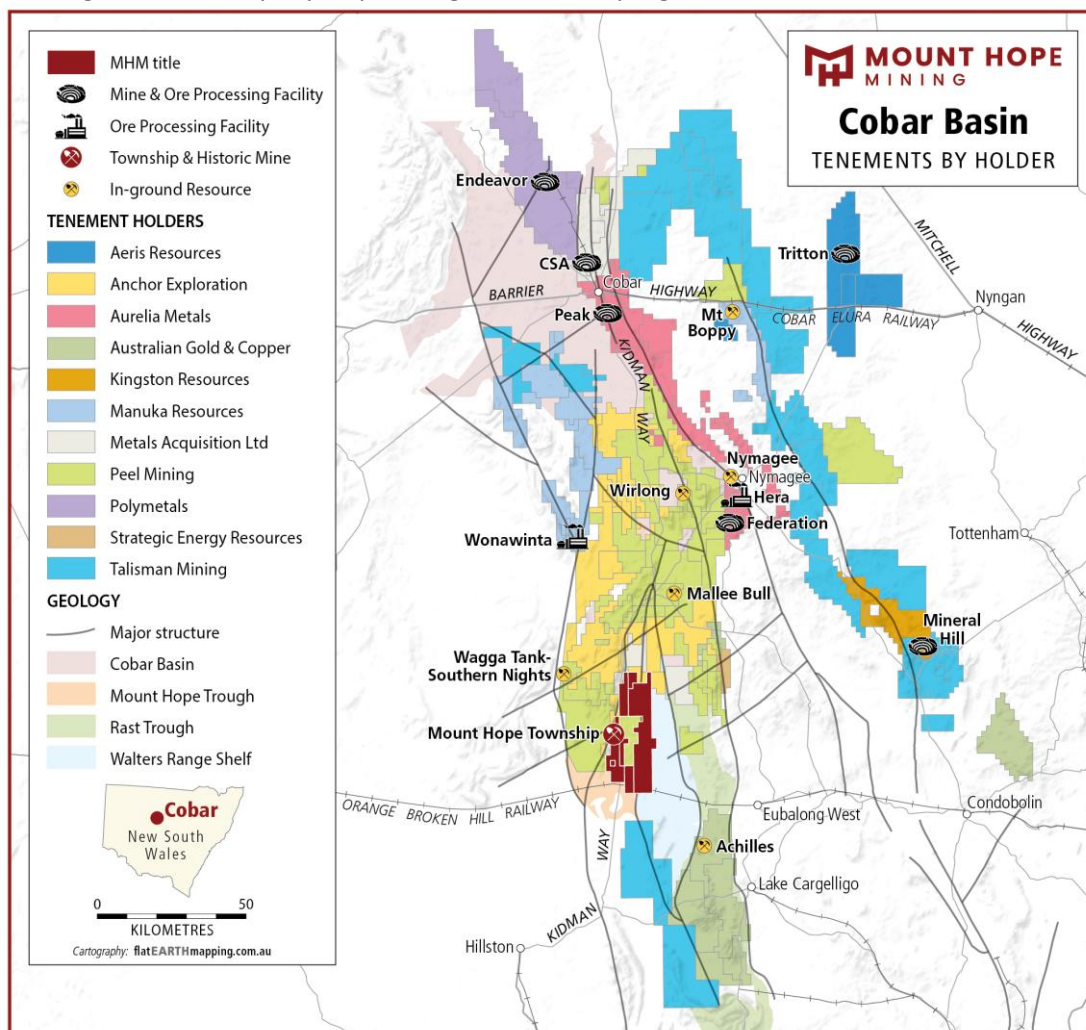 MHM title
Mine & Ore Processing Facility
Ore Processing Facility
Township & Historic Mine
In-ground Resource
TENEMENT HOLDERS
Aeris Resources
Anchor Exploration
Aurelia Metals
Australian Gold & Copper
Kingston Resources
Manuka Resources
Metals Acquisition Ltd
Peel Mining
Polymetals
Strategic Energy Resources
Talisman Mining
GEOLOGY
Major structure
Cobar Basin
Mount Hope Trough
Rast Trough
Walters Range Shelf
Cobar
New South
Wales
0 50
KILOMETRES
Cartography: flatEARTHmapping.com.au
MOUNT HOPE
MINING
Cobar Basin
TENEMENTS BY HOLDER
Endeavor
CSA
Cobar
BARRIER HIGHWAY
Peak
KIDMAN WAY
Mt
Boppy
Tritton
MITCHELL HIGHWAY
Nyngan
COBAR ELURA RAILWAY
Nymagee
Nymagee
Wirlong
Hera
Federation
Wonawinta
Tottenham
Mallee Bull
Mineral
Hill
Wagga Tank-
Southern Nights
Mount Hope Township
ORANGE BROKEN HILL RAILWAY
Eubalong West
Condobolin
Achilles
Lake Cargelligo
KIDMAN WAY
Hillston